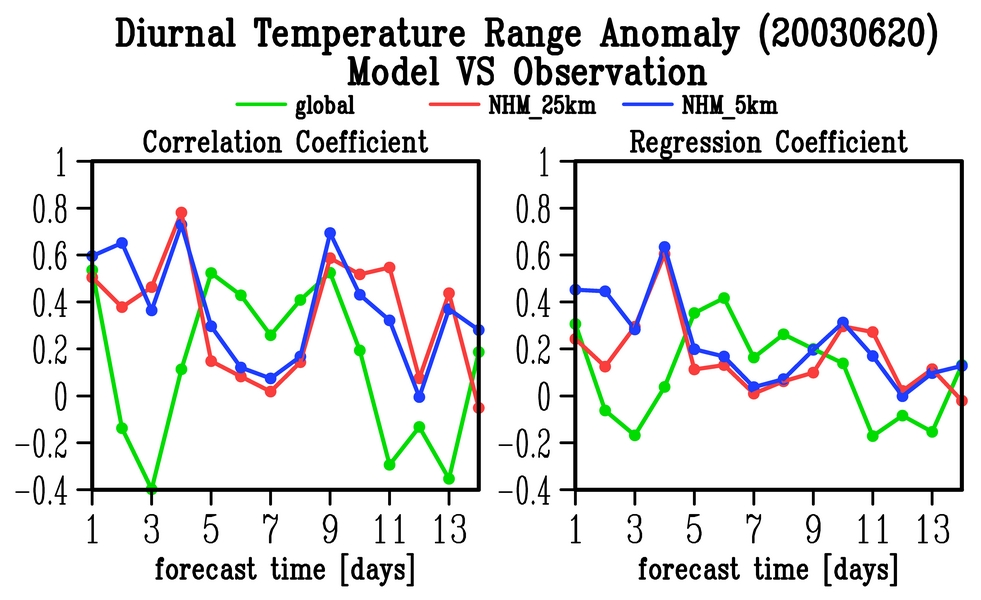 Diurnal Temperature Range Anomaly (20030620)
Model VS Observation
global NHM_25km NHM_5km
Correlation Coefficient
1
0.8
0.6
0.4
0.2
0
−0.2
−0.4
1 3 5 7 9 11 13
forecast time [days]
Regression Coefficient
1
0.8
0.6
0.4
0.2
0
−0.2
−0.4
1 3 5 7 9 11 13
forecast time [days]